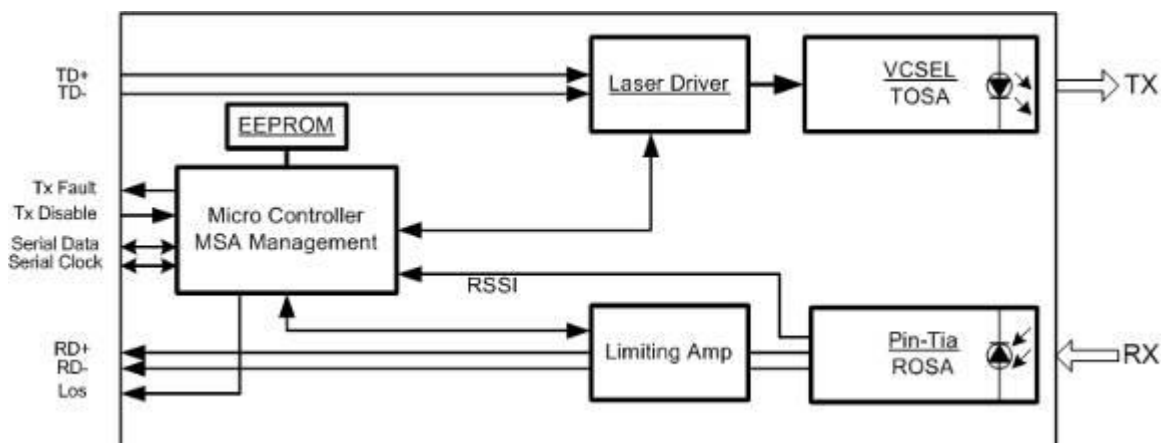 TD+
TD-
Laser Driver
VCSEL
TOSA
TX
EEPROM
Tx Fault
Tx Disable
Serial Data
Serial Clock
Micro Controller
MSA Management
RSSI
RD+
RD-
Los
Limiting Amp
Pin-Tia
ROSA
RX